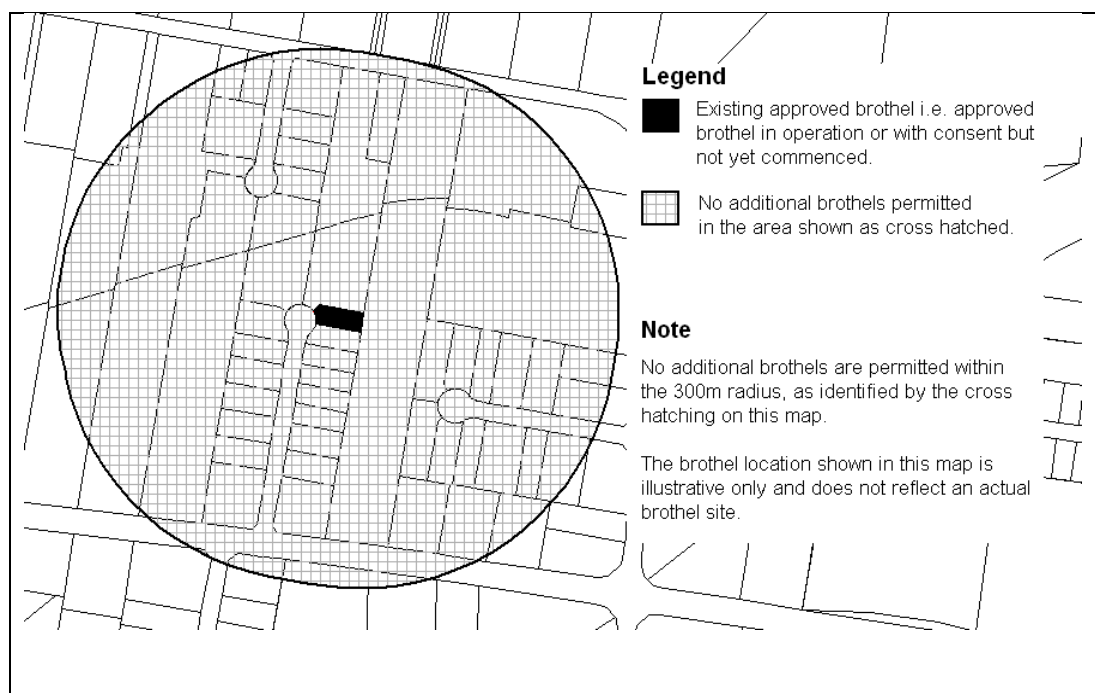 Legend
Existing approved brothel i.e. approved
brothel in operation or with consent but
not yet commenced.
No additional brothels permitted
in the area shown as cross hatched.
Note
No additional brothels are permitted within
the 300m radius, as identified by the cross
hatching on this map.
The brothel location shown in this map is
illustrative only and does not reflect an actual
brothel site.